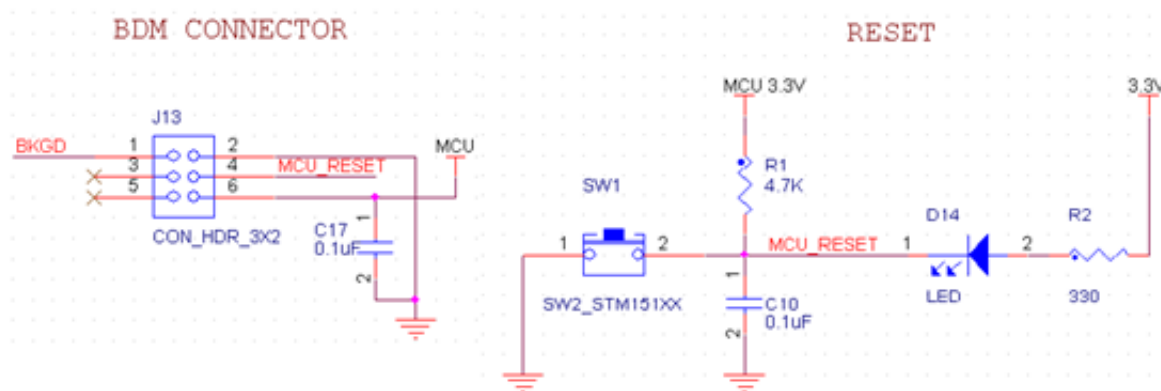 BDM CONNECTOR
J13
BKGD
1
2
3
4
MCU_RESET
5
6
MCU
CON_HDR_3X2
1
C17
0.1uF
2
RESET
MCU 3.3V
3.3V
R1
4.7K
SW1
1
2
SW2_STM151XX
MCU_RESET
1
C10
0.1uF
2
D14
1
2
LED
R2
330